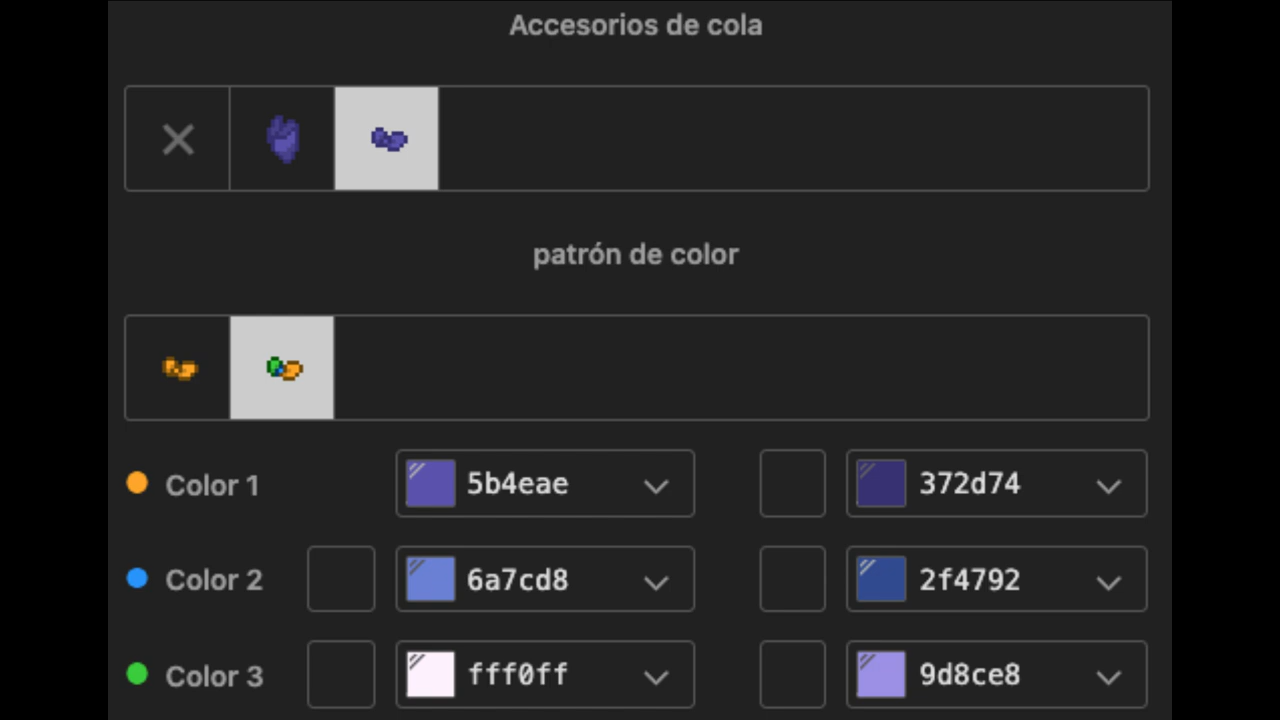 Accesorios de cola
patrón de color
Color 1 5b4eae 372d74
Color 2 6a7cd8 2f4792
Color 3 fff0ff 9d8ce8